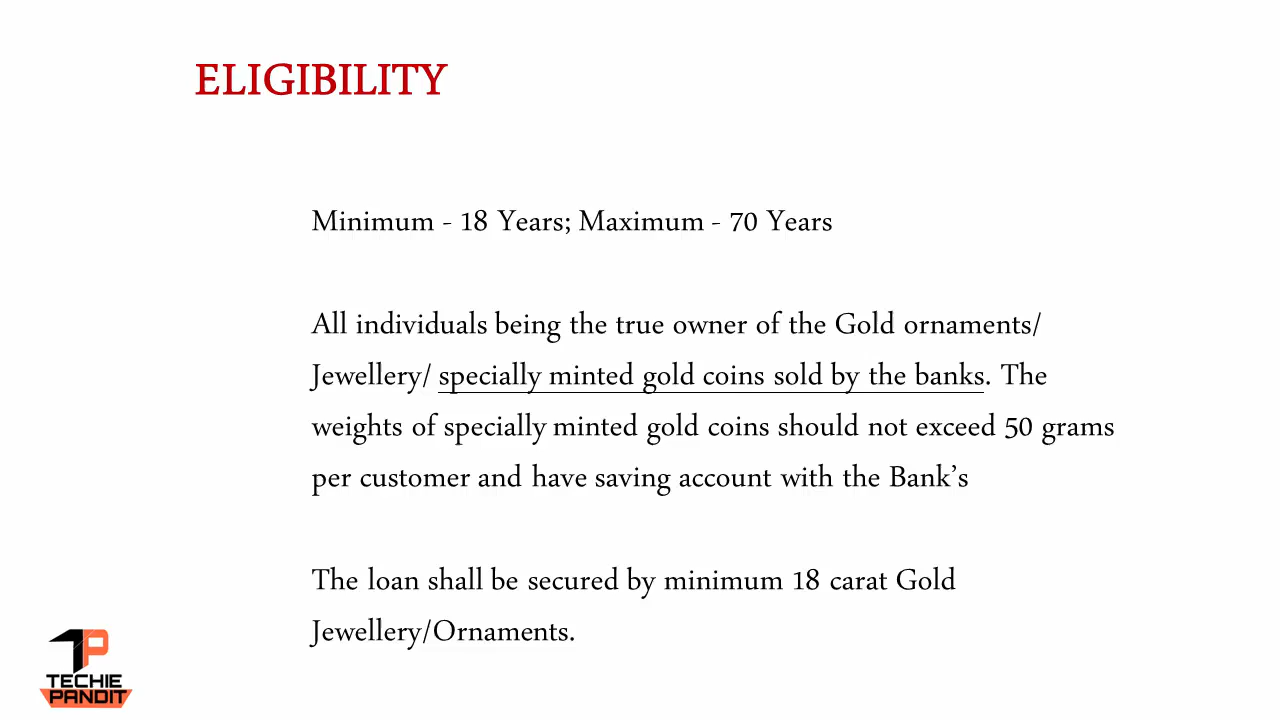 ELIGIBILITY
Minimum - 18 Years; Maximum - 70 Years
All individuals being the true owner of the Gold ornaments/
Jewellery/ specially minted gold coins sold by the banks. The
weights of specially minted gold coins should not exceed 50 grams
per customer and have saving account with the Bank’s
The loan shall be secured by minimum 18 carat Gold
Jewellery/Ornaments.
TP
TECHIE
PANDIT